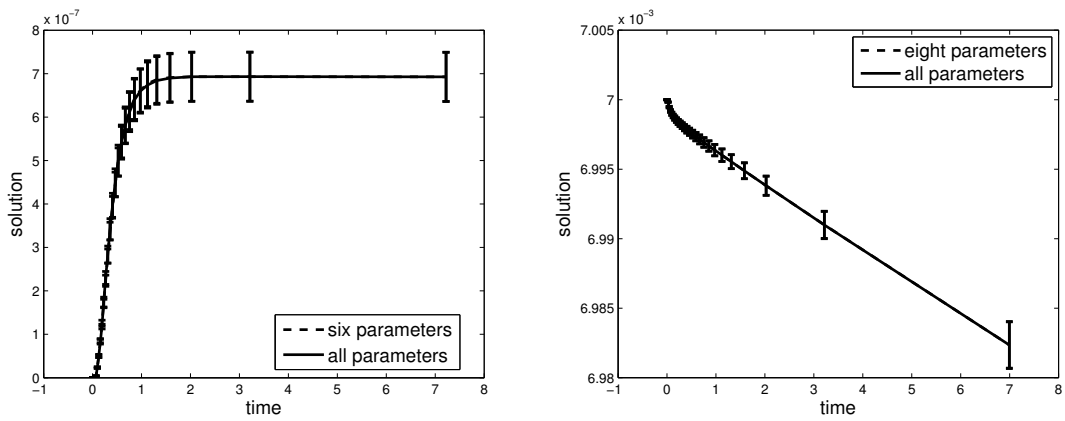 x 10⁻⁷
8
7
6
5
4
3
2
1
0
−1 0 1 2 3 4 5 6 7 8
time
solution
six parameters
all parameters
x 10⁻³
7.005
7
6.995
6.99
6.985
6.98
−1 0 1 2 3 4 5 6 7 8
time
solution
eight parameters
all parameters